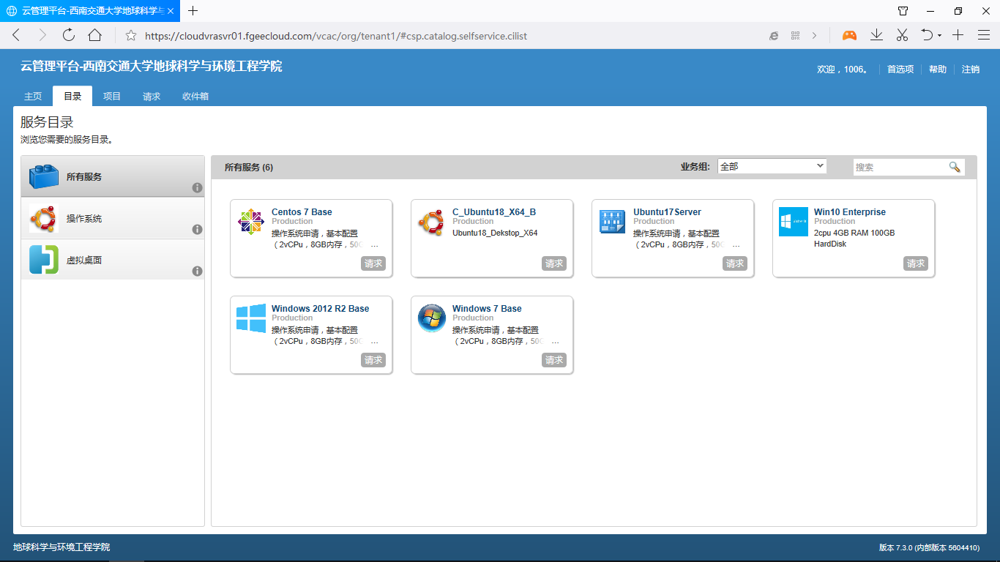 云管理平台-西南交通大学地球科学与
https://cloudvrasvr01.fgeecloud.com/vcac/org/tenant1/#csp.catalog.selfservice.cilist
云管理平台-西南交通大学地球科学与环境工程学院
欢迎，1006。 首选项 帮助 注销
主页 目录 项目 请求 收件箱
服务目录
浏览您需要的服务目录。
所有服务
操作系统
虚拟桌面
所有服务 (6)
业务组: 全部
搜索
Centos 7 Base
Production
操作系统申请，基本配置
（2vCPu，8GB内存，50G ...
请求
C_Ubuntu18_X64_B
Production
Ubuntu18_Dekstop_X64
请求
Ubuntu17Server
Production
操作系统申请，基本配置
（2vCPu，8GB内存，50G ...
请求
Win10 Enterprise
Production
2cpu 4GB RAM 100GB
HardDisk
请求
Windows 2012 R2 Base
Production
操作系统申请，基本配置
（2vCPu，8GB内存，50G ...
请求
Windows 7 Base
Production
操作系统申请，基本配置
（2vCPu，8GB内存，50G ...
请求
地球科学与环境工程学院
版本 7.3.0 (内部版本 5604410)